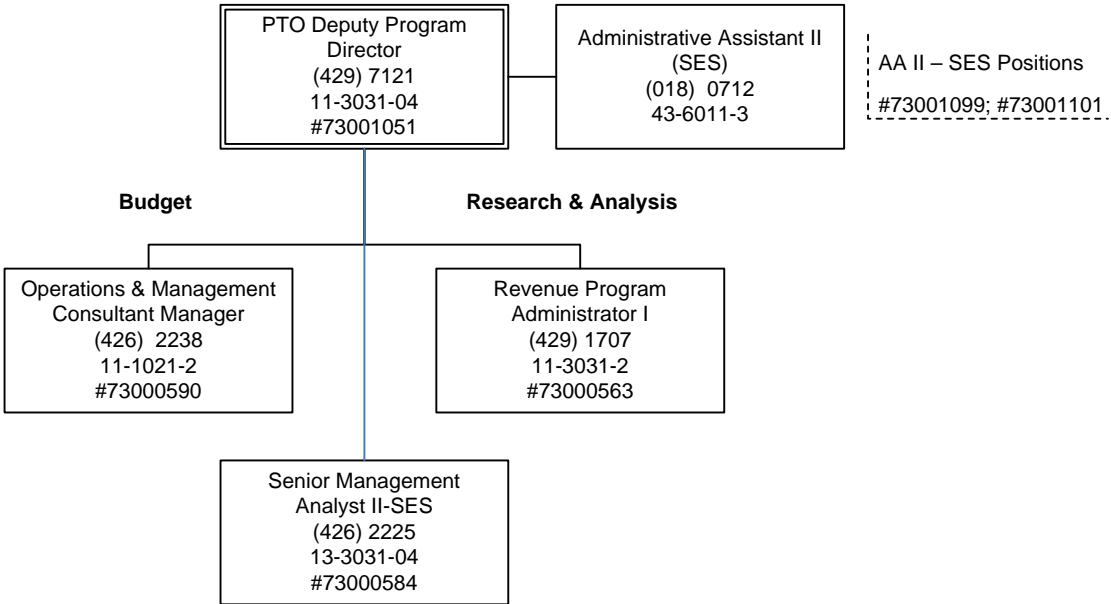 PTO Deputy Program
Director
(429) 7121
11-3031-04
#73001051
Administrative Assistant II
(SES)
(018)  0712
43-6011-3
AA II – SES Positions
#73001099; #73001101
Budget
Research & Analysis
Operations & Management
Consultant Manager
(426)  2238
11-1021-2
#73000590
Revenue Program
Administrator I
(429) 1707
11-3031-2
#73000563
Senior Management
Analyst II-SES
(426) 2225
13-3031-04
#73000584